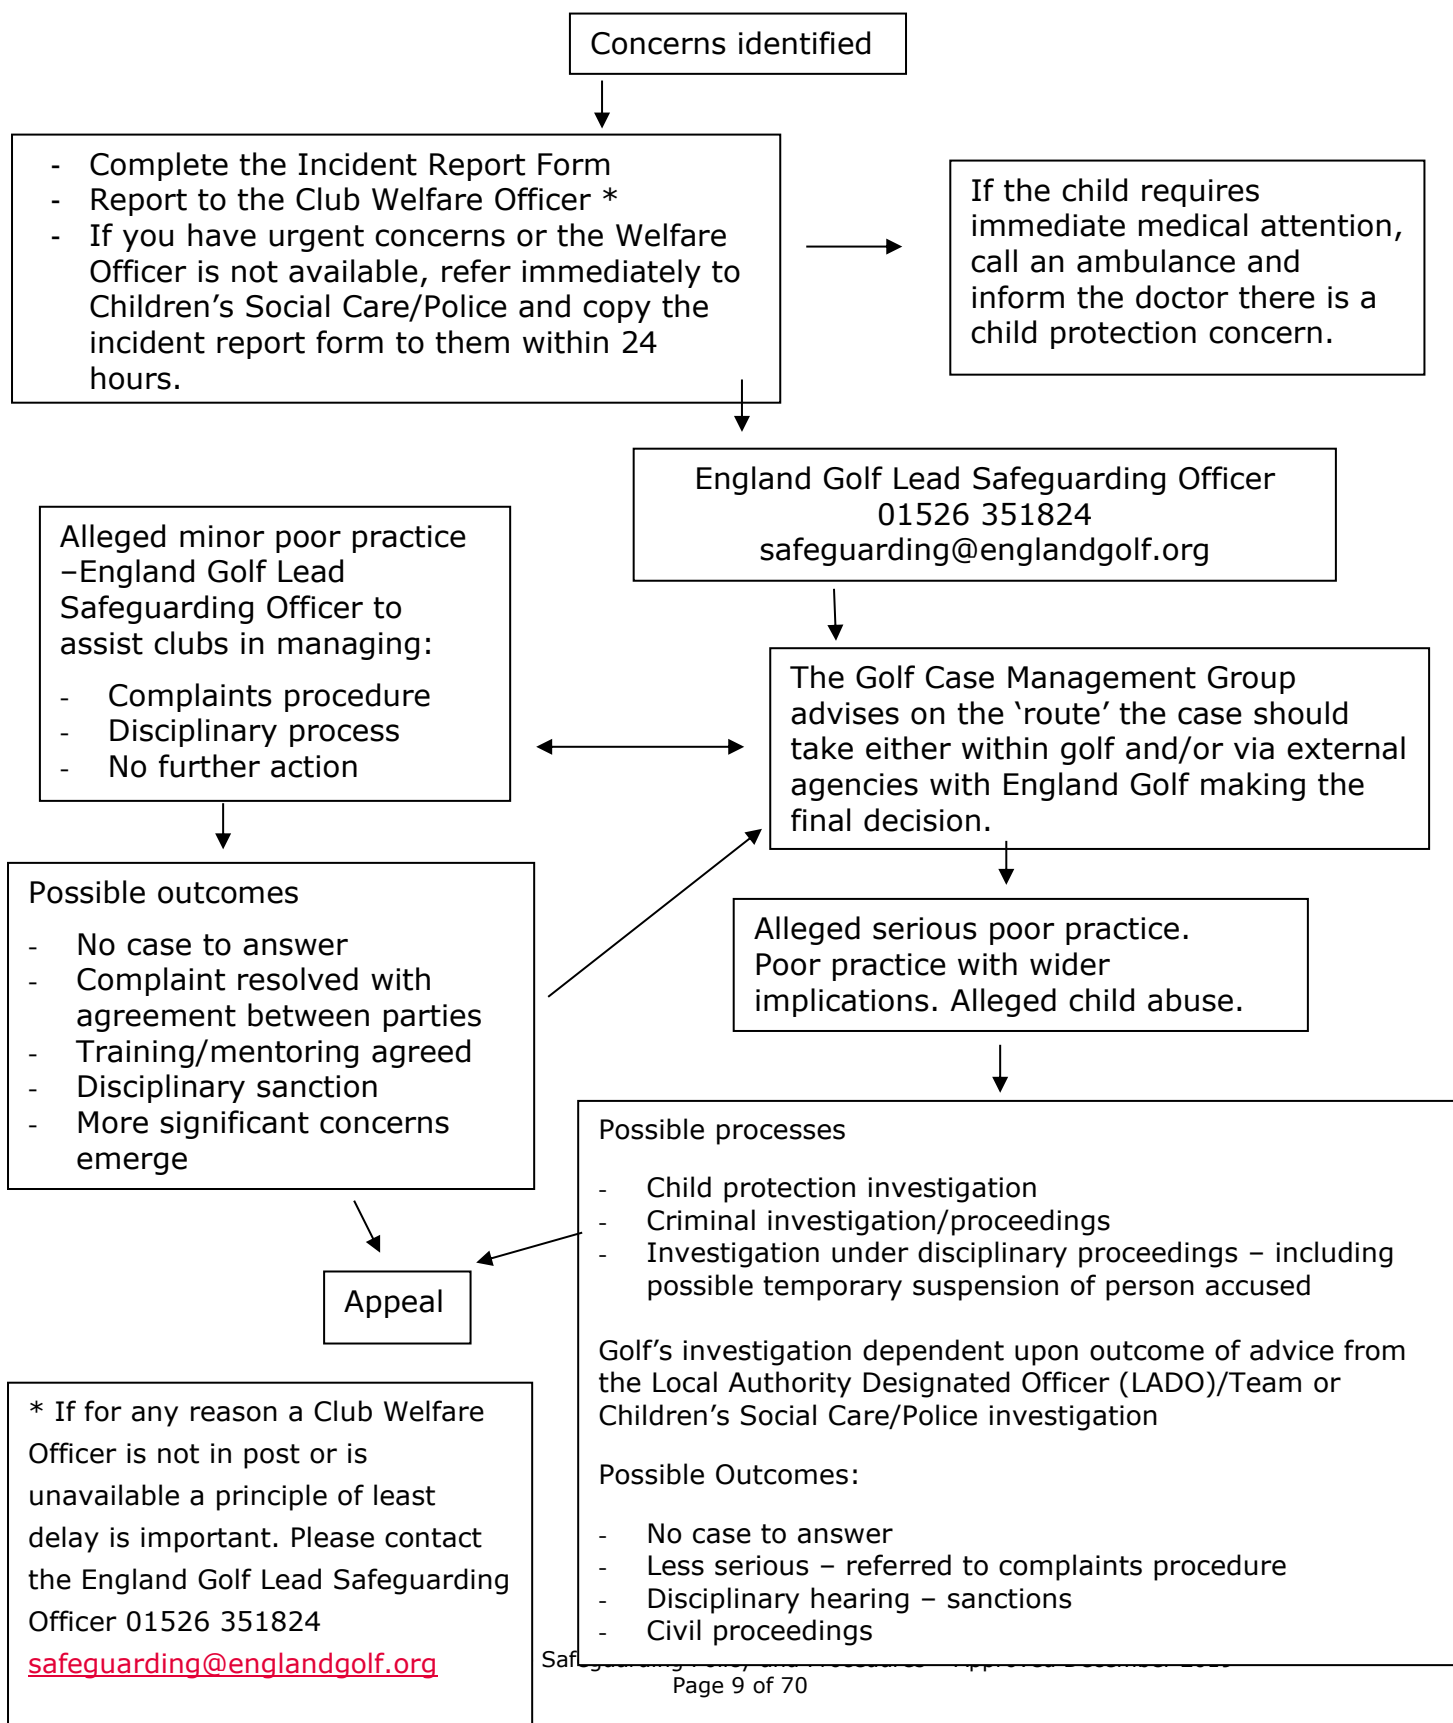 Concerns identified
- Complete the Incident Report Form
- Report to the Club Welfare Officer *
- If you have urgent concerns or the Welfare
Officer is not available, refer immediately to
Children’s Social Care/Police and copy the
incident report form to them within 24
hours.
If the child requires
immediate medical attention,
call an ambulance and
inform the doctor there is a
child protection concern.
England Golf Lead Safeguarding Officer
01526 351824
safeguarding@englandgolf.org
Alleged minor poor practice
–England Golf Lead
Safeguarding Officer to
assist clubs in managing:
- Complaints procedure
- Disciplinary process
- No further action
The Golf Case Management Group
advises on the ‘route’ the case should
take either within golf and/or via external
agencies with England Golf making the
final decision.
Possible outcomes
- No case to answer
- Complaint resolved with
agreement between parties
- Training/mentoring agreed
- Disciplinary sanction
- More significant concerns
emerge
Alleged serious poor practice.
Poor practice with wider
implications. Alleged child abuse.
Possible processes
- Child protection investigation
- Criminal investigation/proceedings
- Investigation under disciplinary proceedings – including
possible temporary suspension of person accused
Golf’s investigation dependent upon outcome of advice from
the Local Authority Designated Officer (LADO)/Team or
Children’s Social Care/Police investigation
Possible Outcomes:
- No case to answer
- Less serious – referred to complaints procedure
- Disciplinary hearing – sanctions
- Civil proceedings
Appeal
* If for any reason a Club Welfare
Officer is not in post or is
unavailable a principle of least
delay is important. Please contact
the England Golf Lead Safeguarding
Officer 01526 351824
safeguarding@englandgolf.org
Safeguarding Policy and Procedures Approved December
Page 9 of 70